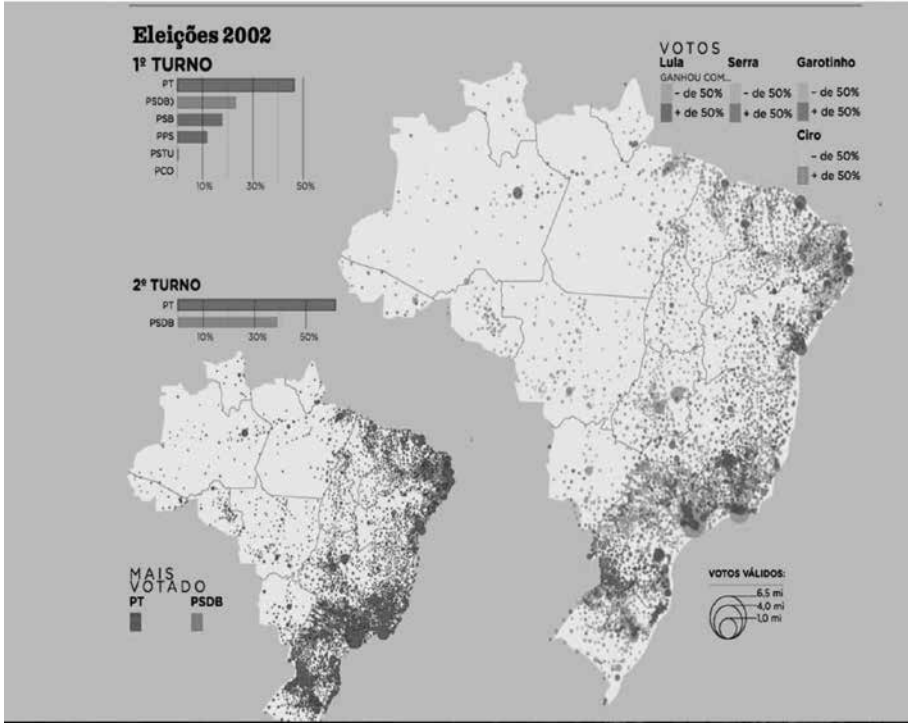 Eleições 2002
1º TURNO
PT
PSDB)
PSB
PPS
PSTU
PCO
10% 30% 50%
VOTOS
Lula Serra Garotinho
GANHOU COM...
- de 50% - de 50% - de 50%
+ de 50% + de 50% + de 50%
Ciro
- de 50%
+ de 50%
2º TURNO
PT
PSDB
10% 30% 50%
MAIS
VOTADO
PT PSDB
VOTOS VÁLIDOS:
6,5 mi
4,0 mi
1,0 mi